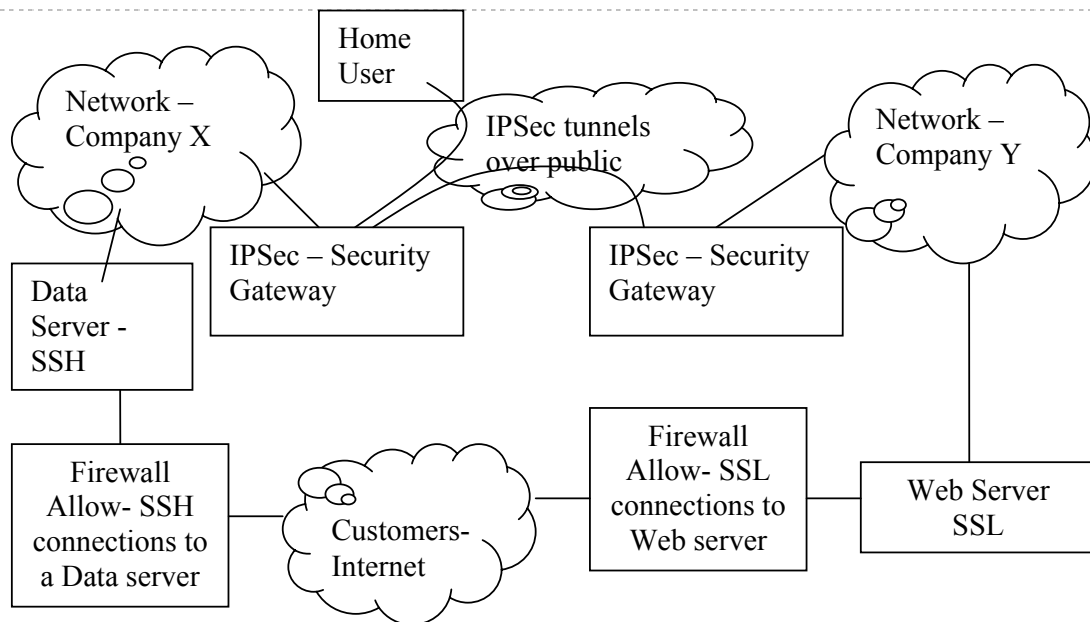 Home
User
Network –
Company X
IPSec tunnels
over public
Network –
Company Y
IPSec – Security
Gateway
IPSec – Security
Gateway
Data
Server -
SSH
Firewall
Allow- SSH
connections to
a Data server
Customers-
Internet
Firewall
Allow- SSL
connections to
Web server
Web Server
SSL